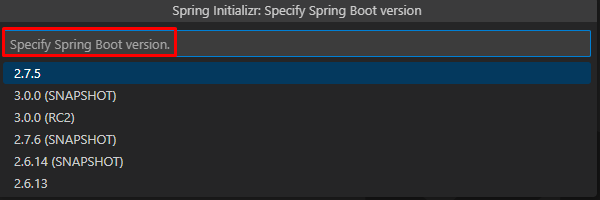 Spring Initializr: Specify Spring Boot version
Specify Spring Boot version.
2.7.5
3.0.0 (SNAPSHOT)
3.0.0 (RC2)
2.7.6 (SNAPSHOT)
2.6.14 (SNAPSHOT)
2.6.13